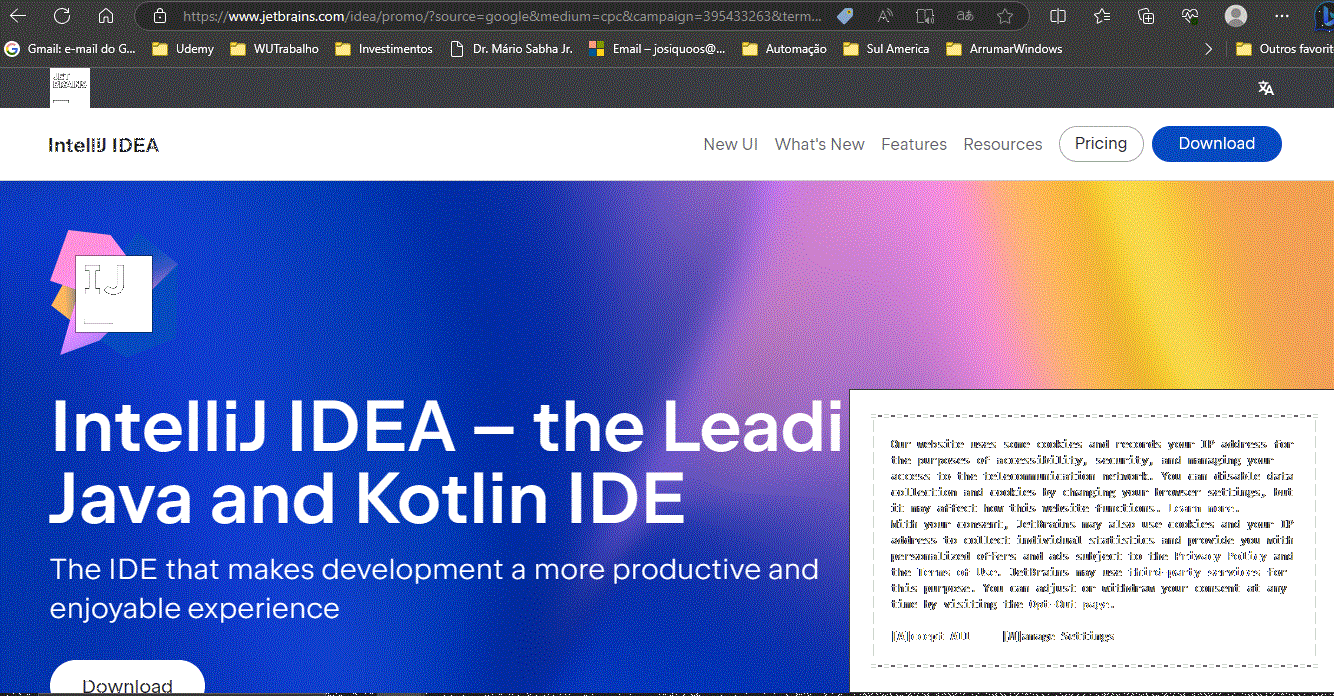 https://www.jetbrains.com/idea/promo/?source=google&medium=cpc&campaign=395433263&term...
Gmail: e-mail do G... Udemy WUTrabalho Investimentos Dr. Mário Sabha Jr. Email – josiquoos@... Automação Sul America ArrumarWindows Outros favorit
JET
BRAINS
IntelliJ IDEA New UI What's New Features Resources Pricing Download
IJ
IntelliJ IDEA – the Leadi
Java and Kotlin IDE
The IDE that makes development a more productive and
enjoyable experience
Download
Our website uses some cookies and records your IP address for
the purposes of accessibility, security, and managing your
access to the telecommunication network. You can disable data
collection and cookies by changing your browser settings, but
it may affect how this website functions. Learn more.
With your consent, JetBrains may also use cookies and your IP
address to collect individual statistics and provide you with
personalized offers and ads subject to the Privacy Policy and
the Terms of Use. JetBrains may use third-party services for
this purpose. You can adjust or withdraw your consent at any
time by visiting the Opt-Out page.
[A]ccept All [M]anage Settings